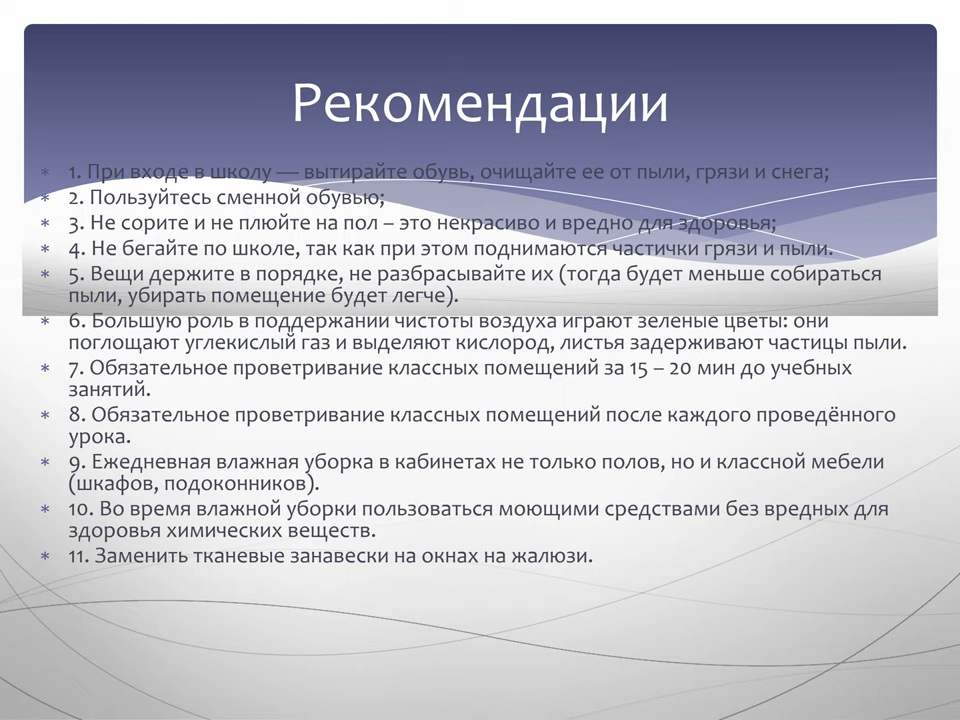 Рекомендации
* 1. При входе в школу — вытирайте обувь, очищайте ее от пыли, грязи и снега;
* 2. Пользуйтесь сменной обувью;
* 3. Не сорите и не плюйте на пол – это некрасиво и вредно для здоровья;
* 4. Не бегайте по школе, так как при этом поднимаются частички грязи и пыли.
* 5. Вещи держите в порядке, не разбрасывайте их (тогда будет меньше собираться
пыли, убирать помещение будет легче).
* 6. Большую роль в поддержании чистоты воздуха играют зеленые цветы: они
поглощают углекислый газ и выделяют кислород, листья задерживают частицы пыли.
* 7. Обязательное проветривание классных помещений за 15 – 20 мин до учебных
занятий.
* 8. Обязательное проветривание классных помещений после каждого проведённого
урока.
* 9. Ежедневная влажная уборка в кабинетах не только полов, но и классной мебели
(шкафов, подоконников).
* 10. Во время влажной уборки пользоваться моющими средствами без вредных для
здоровья химических веществ.
* 11. Заменить тканевые занавески на окнах на жалюзи.